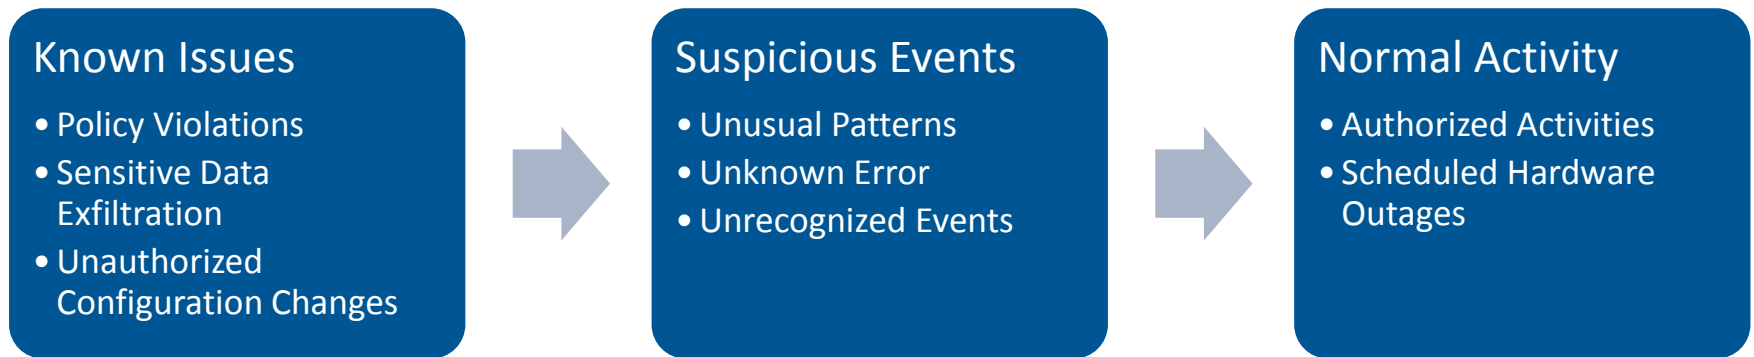 Known Issues
• Policy Violations
• Sensitive Data
Exfiltration
• Unauthorized
Configuration Changes
Suspicious Events
• Unusual Patterns
• Unknown Error
• Unrecognized Events
Normal Activity
• Authorized Activities
• Scheduled Hardware
Outages